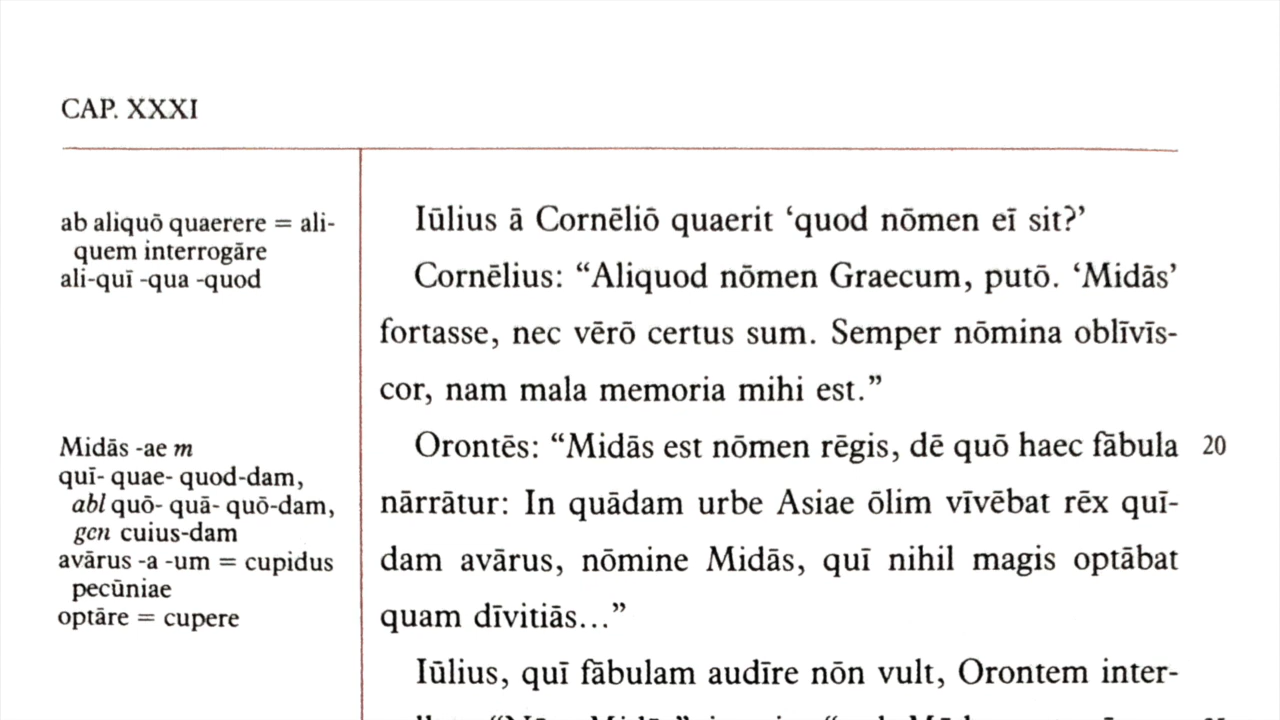 CAP. XXXI
ab aliquō quaerere = ali-
quem interrogāre
ali-quī -qua -quod
Midās -ae m
quī- quae- quod-dam,
abl quō- quā- quō-dam,
gen cuius-dam
avārus -a -um = cupidus
pecūniae
optāre = cupere
Iūlius ā Cornēliō quaerit ‘quod nōmen eī sit?’
Cornēlius: “Aliquod nōmen Graecum, putō. ‘Midās’
fortasse, nec vērō certus sum. Semper nōmina oblīvīs-
cor, nam mala memoria mihi est.”
Orontēs: “Midās est nōmen rēgis, dē quō haec fābula 20
nārrātur: In quādam urbe Asiae ōlim vīvēbat rēx quī-
dam avārus, nōmine Midās, quī nihil magis optābat
quam dīvitiās...”
Iūlius, quī fābulam audīre nōn vult, Orontem inter-